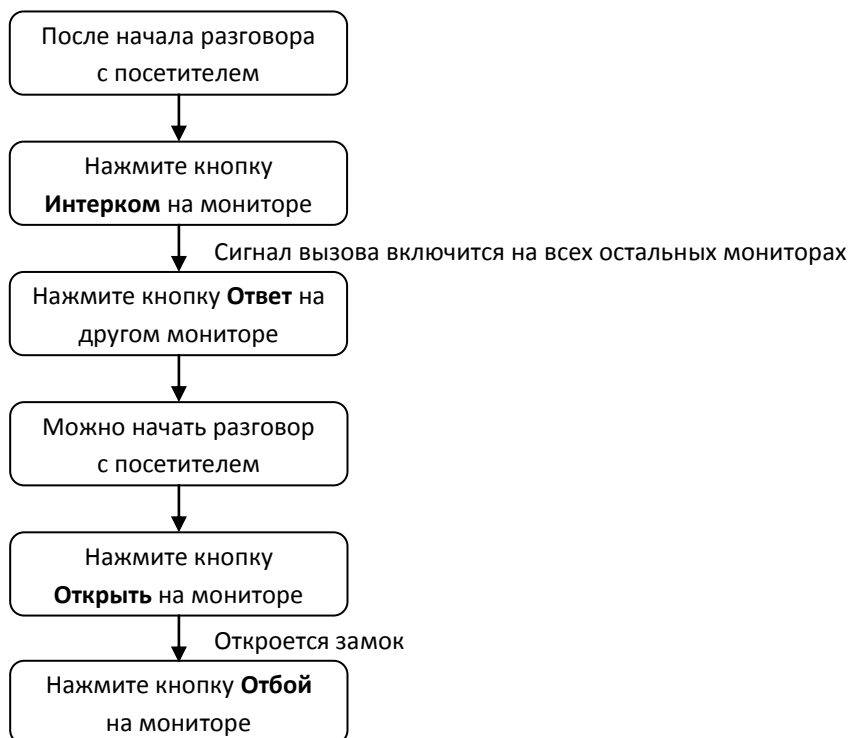 После начала разговора
с посетителем
Нажмите кнопку
Интерком на мониторе
Сигнал вызова включится на всех остальных мониторах
Нажмите кнопку Ответ на
другом мониторе
Можно начать разговор
с посетителем
Нажмите кнопку
Открыть на мониторе
Откроется замок
Нажмите кнопку Отбой
на мониторе